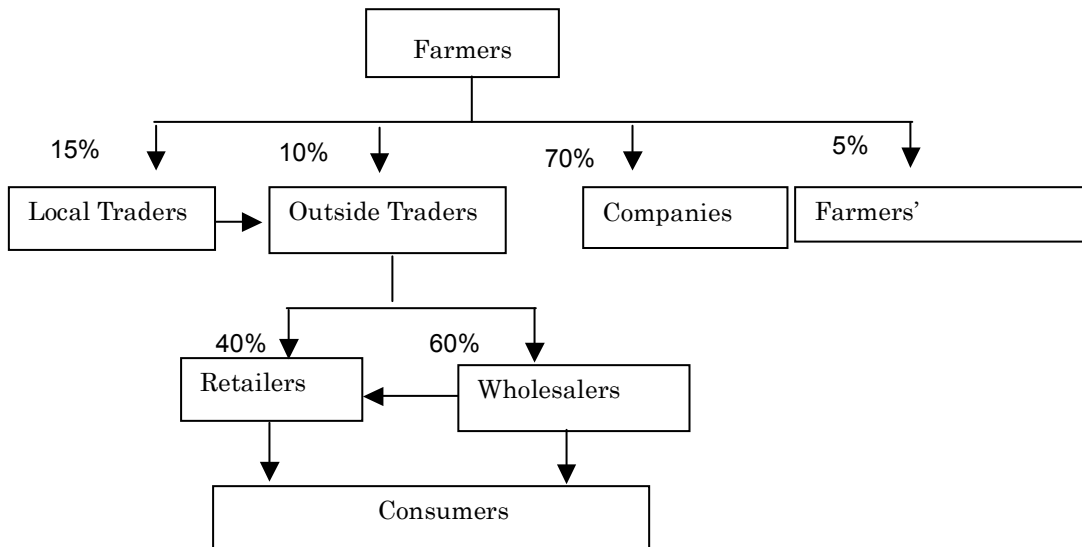 Farmers
15%
10%
70%
5%
Local Traders
Outside Traders
Companies
Farmers’
40%
60%
Retailers
Wholesalers
Consumers